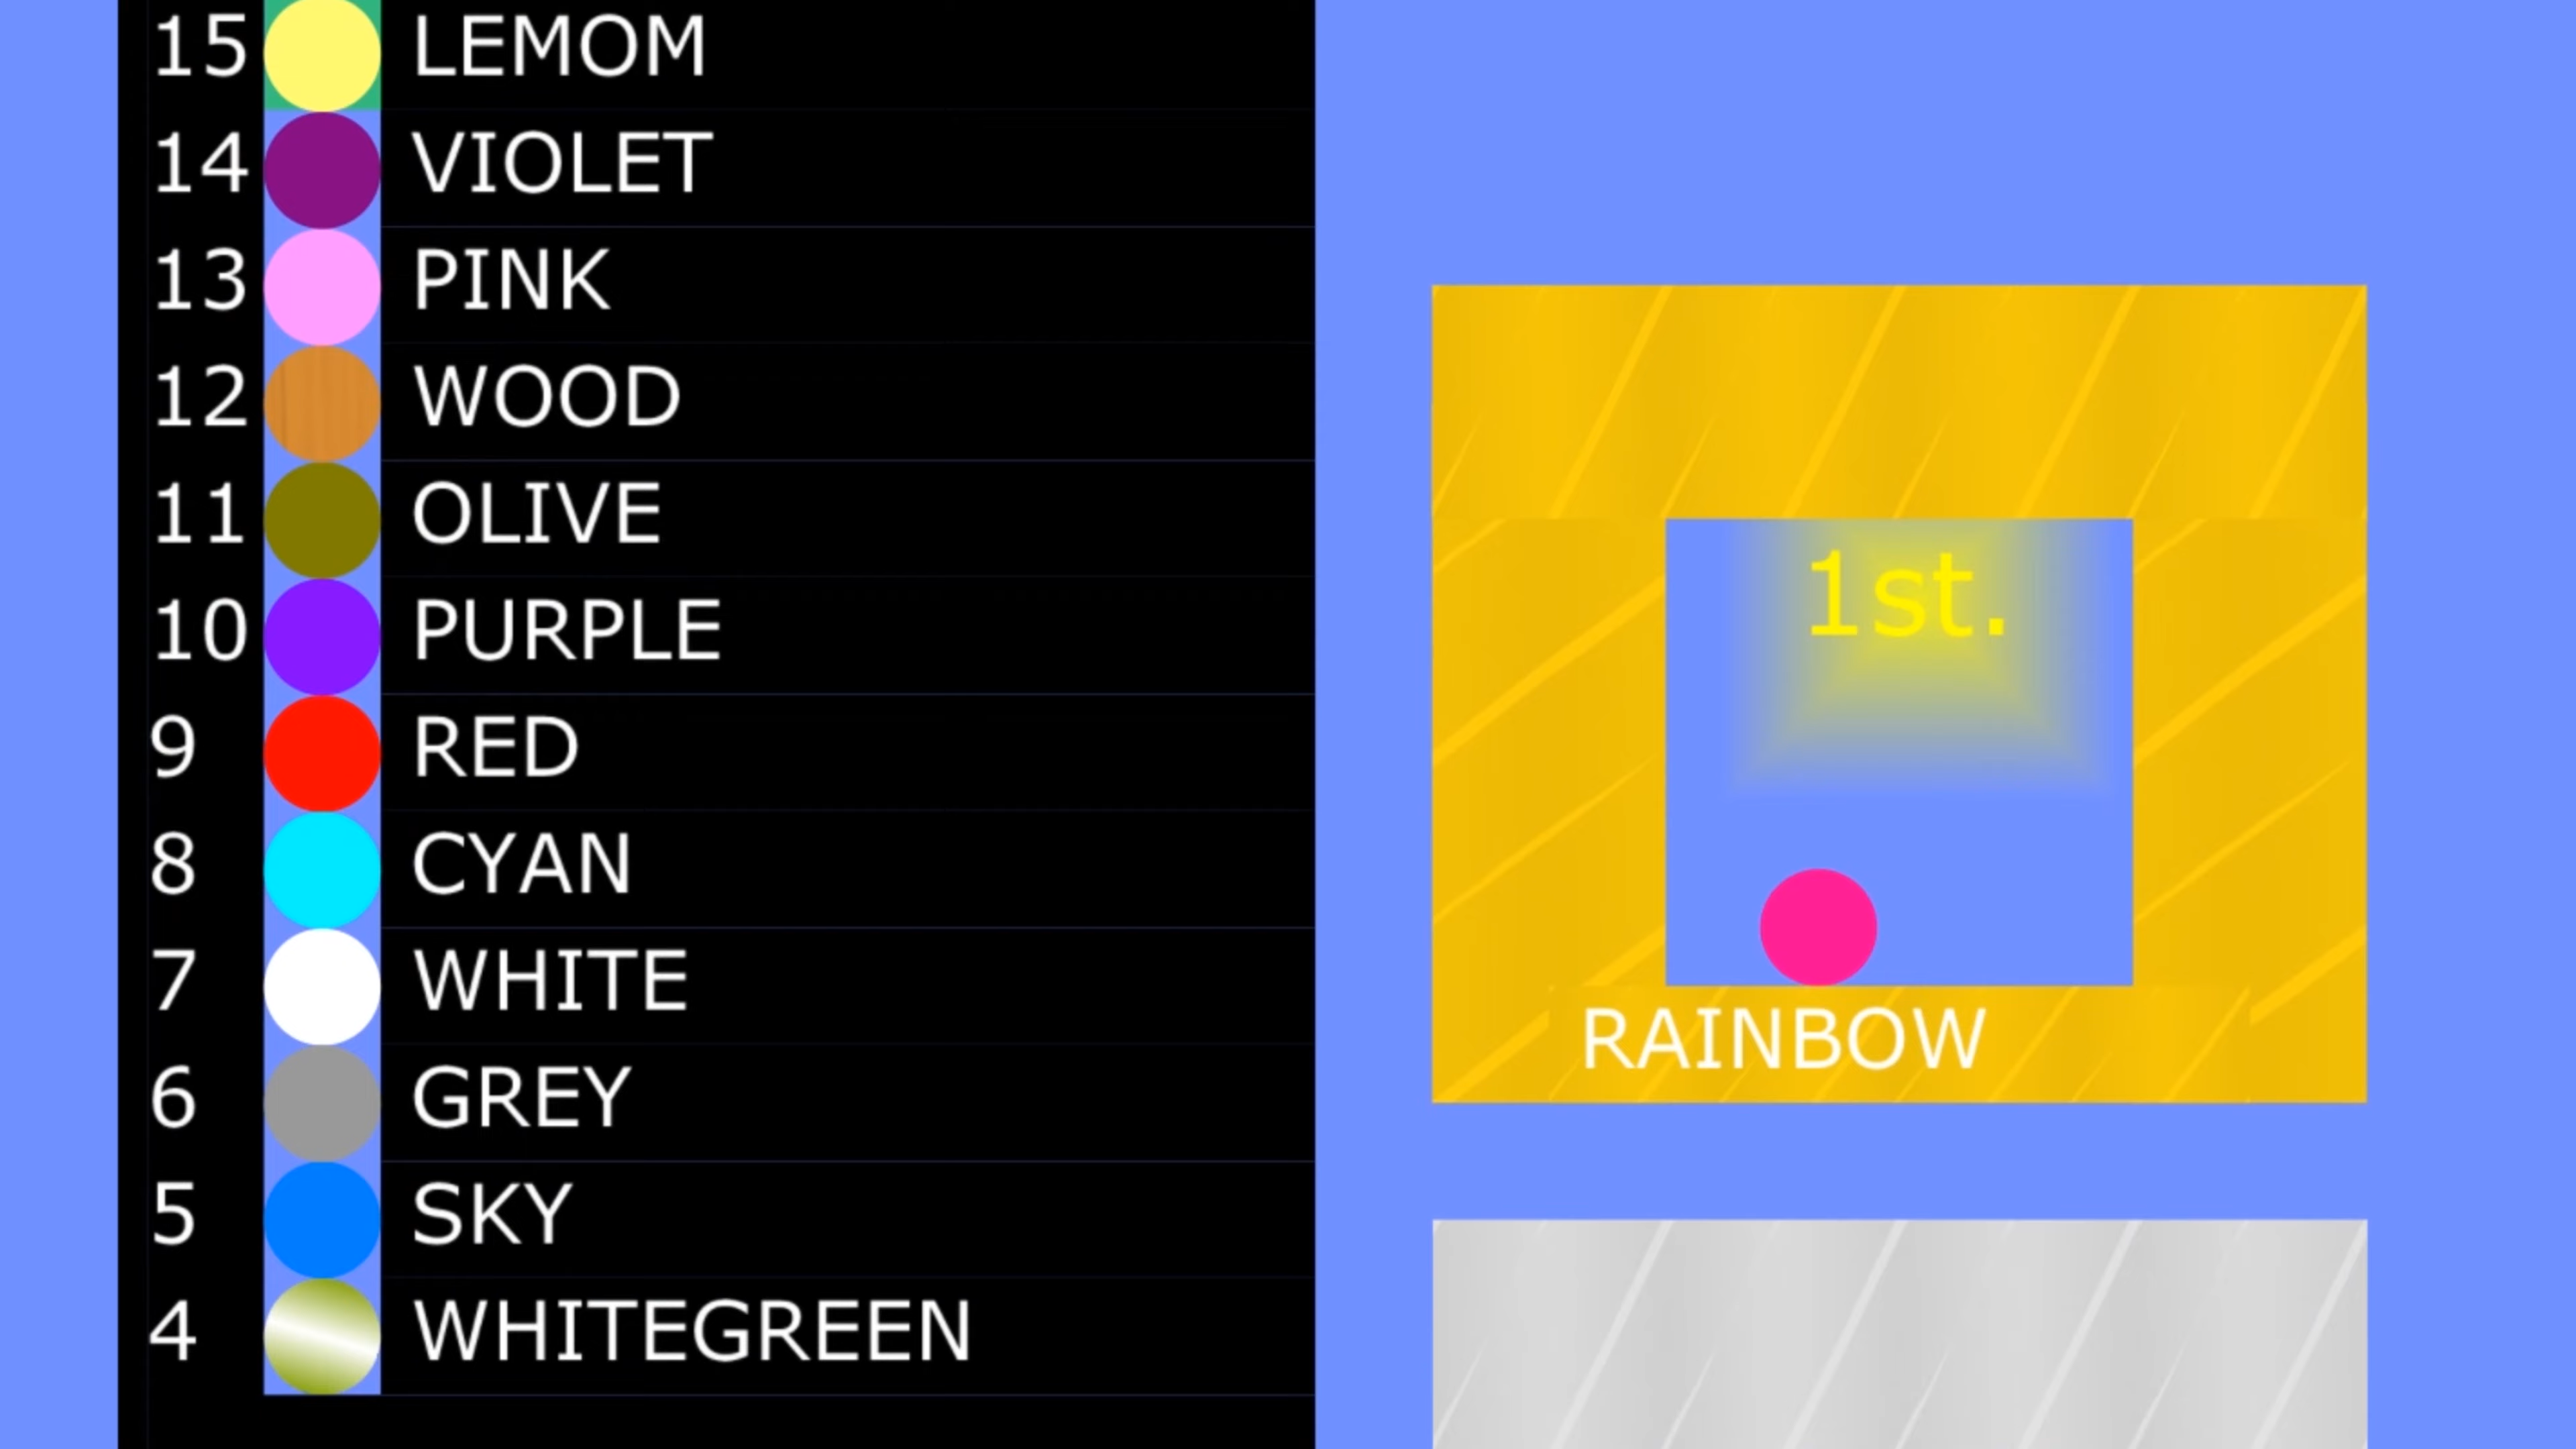 15 LEMOM
14 VIOLET
13 PINK
12 WOOD
11 OLIVE
10 PURPLE
9 RED
8 CYAN
7 WHITE
6 GREY
5 SKY
4 WHITEGREEN
1st.
RAINBOW